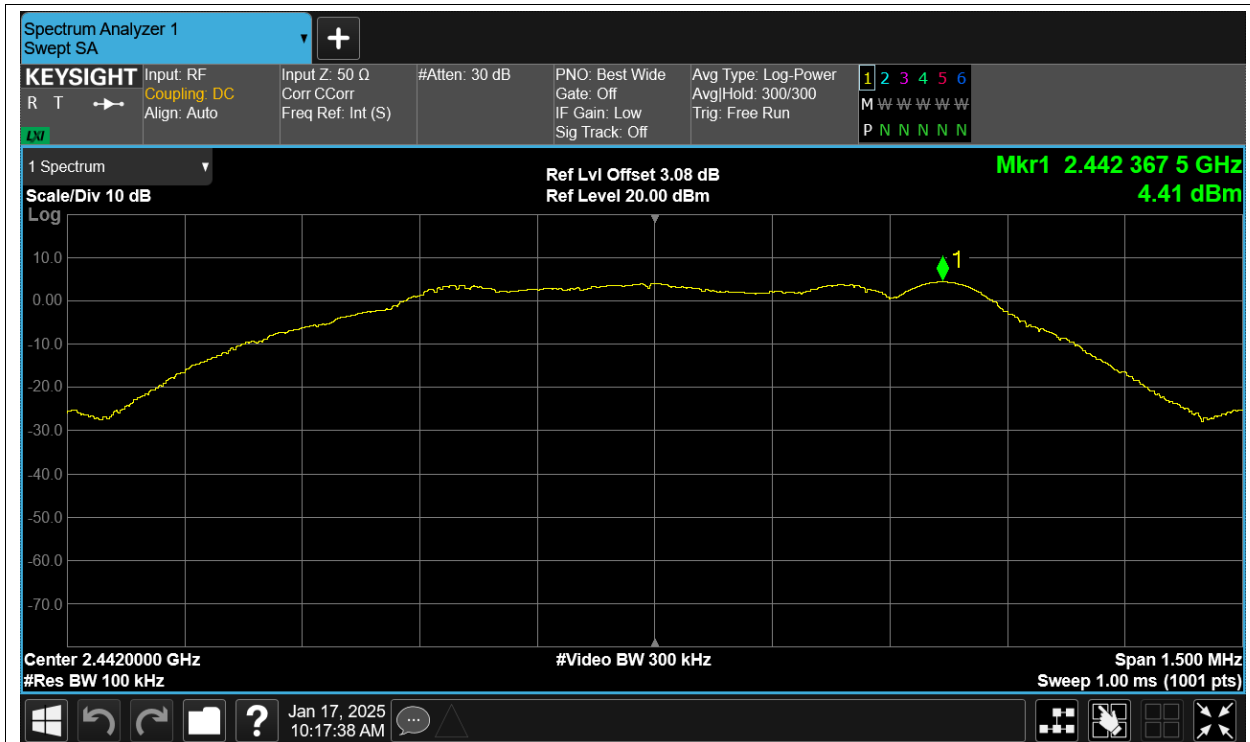 Spectrum Analyzer 1
Swept SA
KEYSIGHT
R T
LXI
Input: RF
Coupling: DC
Align: Auto
Input Z: 50 Ω
Corr CCorr
Freq Ref: Int (S)
#Atten: 30 dB
PNO: Best Wide
Gate: Off
IF Gain: Low
Sig Track: Off
Avg Type: Log-Power
Avg|Hold: 300/300
Trig: Free Run
1 2 3 4 5 6
M W W W W W
P N N N N N
1 Spectrum
Scale/Div 10 dB
Log
Ref Lvl Offset 3.08 dB
Ref Level 20.00 dBm
Mkr1 2.442 367 5 GHz
4.41 dBm
1
10.0
0.00
-10.0
-20.0
-30.0
-40.0
-50.0
-60.0
-70.0
Center 2.4420000 GHz
#Video BW 300 kHz
Span 1.500 MHz
#Res BW 100 kHz
Sweep 1.00 ms (1001 pts)
?
Jan 17, 2025
10:17:38 AM